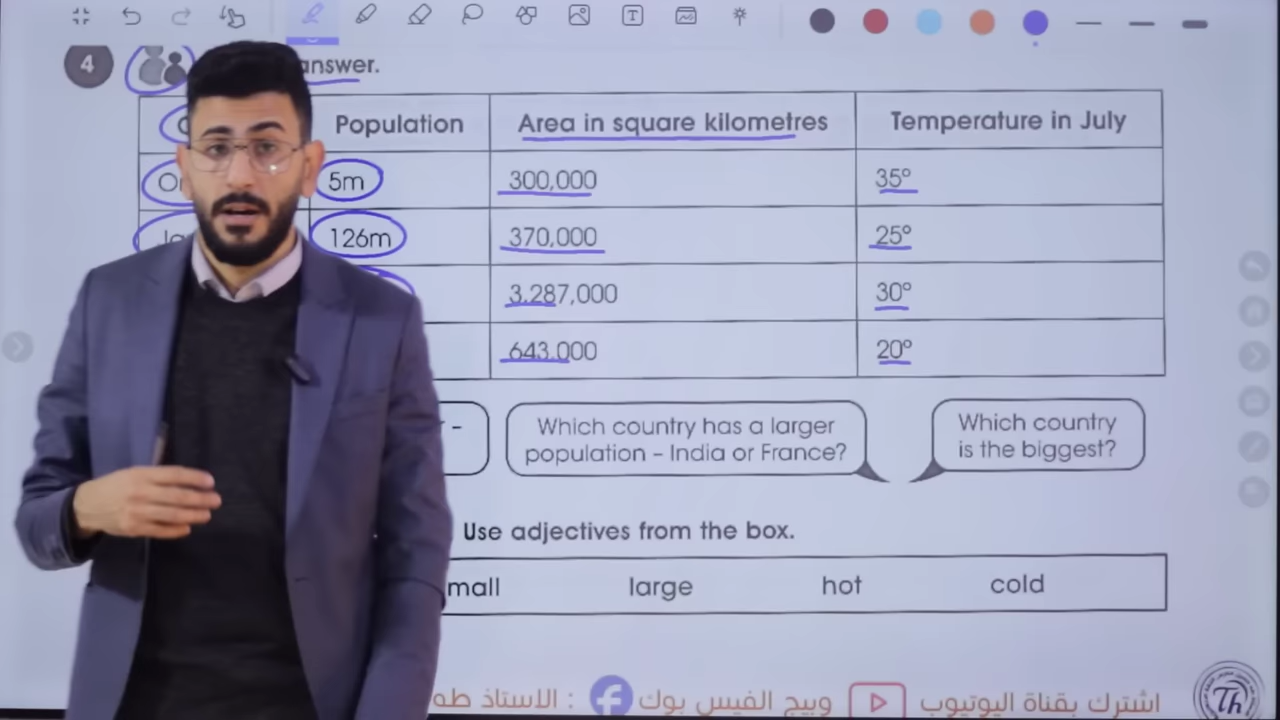 4
answer.
Population Area in square kilometres Temperature in July
5m 300,000 35°
126m 370,000 25°
3,287,000 30°
643,000 20°
Which country has a larger
population – India or France?
Which country
is the biggest?
Use adjectives from the box.
large hot cold
اشترك بقناة اليوتيوب وبيج الفيس بوك : الاستاذ
Th